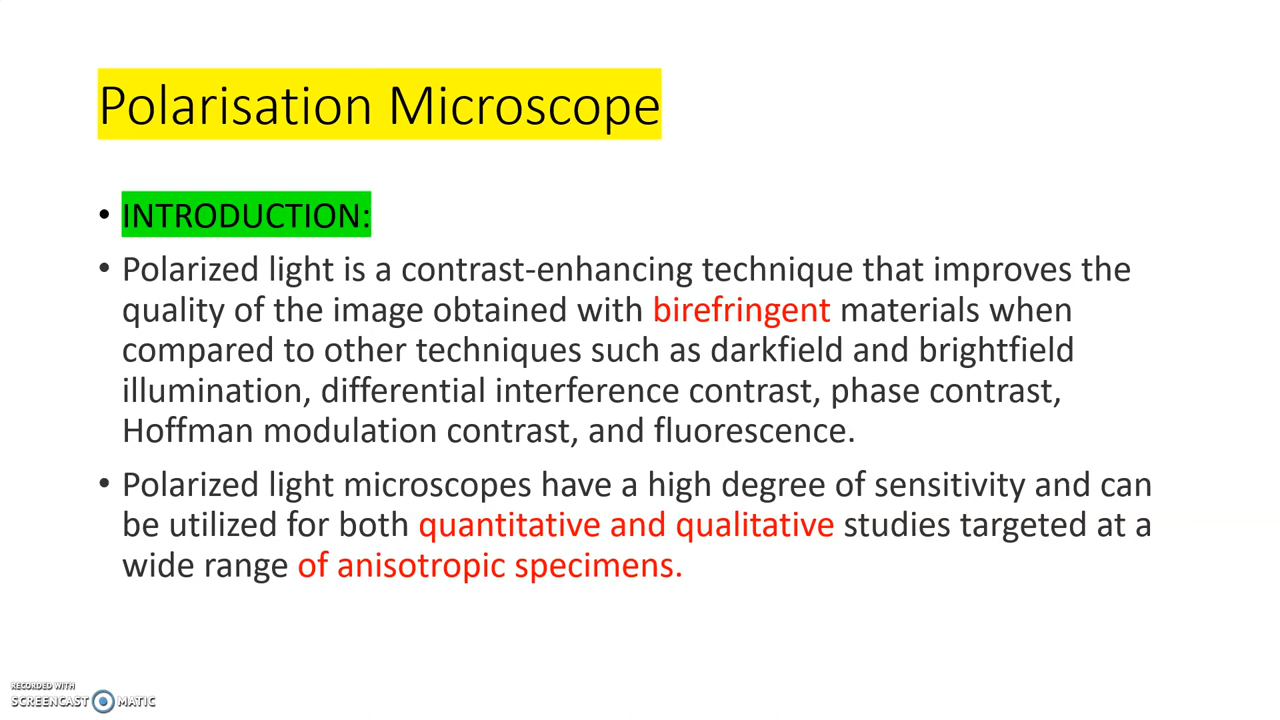 Polarisation Microscope
• INTRODUCTION:
• Polarized light is a contrast-enhancing technique that improves the
quality of the image obtained with birefringent materials when
compared to other techniques such as darkfield and brightfield
illumination, differential interference contrast, phase contrast,
Hoffman modulation contrast, and fluorescence.
• Polarized light microscopes have a high degree of sensitivity and can
be utilized for both quantitative and qualitative studies targeted at a
wide range of anisotropic specimens.
RECORDED WITH
SCREENCAST MATIC